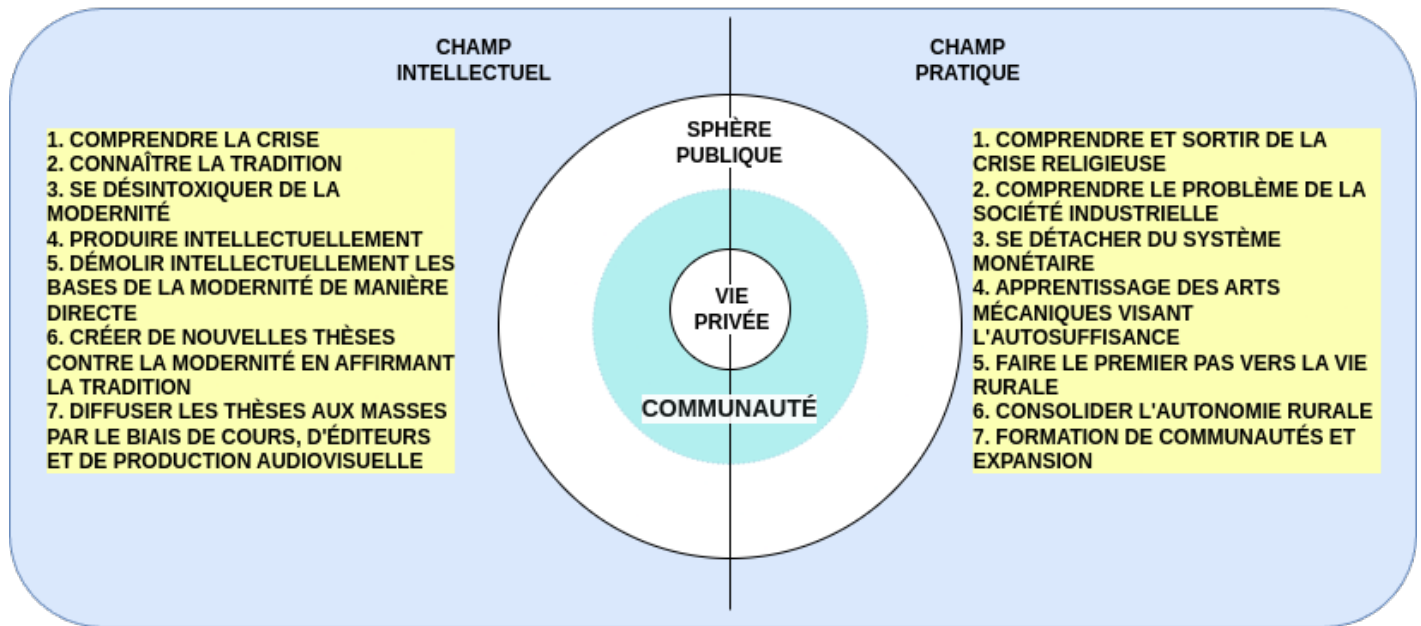 CHAMP
INTELLECTUEL
CHAMP
PRATIQUE
1. COMPRENDRE LA CRISE
2. CONNAÎTRE LA TRADITION
3. SE DÉSINTOXIQUER DE LA
MODERNITÉ
4. PRODUIRE INTELLECTUELLEMENT
5. DÉMOLIR INTELLECTUELLEMENT LES
BASES DE LA MODERNITÉ DE MANIÈRE
DIRECTE
6. CRÉER DE NOUVELLES THÈSES
CONTRE LA MODERNITÉ EN AFFIRMANT
LA TRADITION
7. DIFFUSER LES THÈSES AUX MASSES
PAR LE BIAIS DE COURS, D'ÉDITEURS
ET DE PRODUCTION AUDIOVISUELLE
SPHÈRE
PUBLIQUE
VIE
PRIVÉE
COMMUNAUTÉ
1. COMPRENDRE ET SORTIR DE LA
CRISE RELIGIEUSE
2. COMPRENDRE LE PROBLÈME DE LA
SOCIÉTÉ INDUSTRIELLE
3. SE DÉTACHER DU SYSTÈME
MONÉTAIRE
4. APPRENTISSAGE DES ARTS
MÉCANIQUES VISANT
L'AUTOSUFFISANCE
5. FAIRE LE PREMIER PAS VERS LA VIE
RURALE
6. CONSOLIDER L'AUTONOMIE RURALE
7. FORMATION DE COMMUNAUTÉS ET
EXPANSION